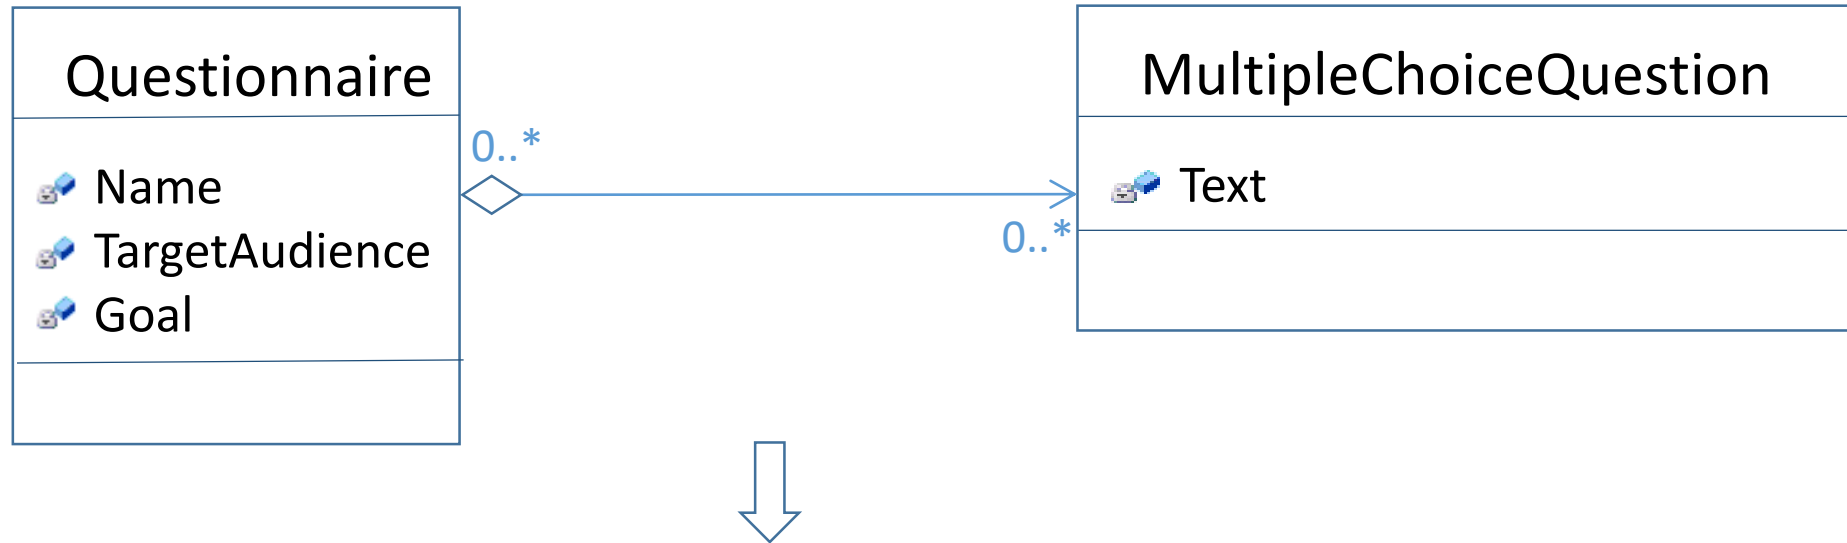 Questionnaire
Name
TargetAudience
Goal
0..*
0..*
MultipleChoiceQuestion
Text